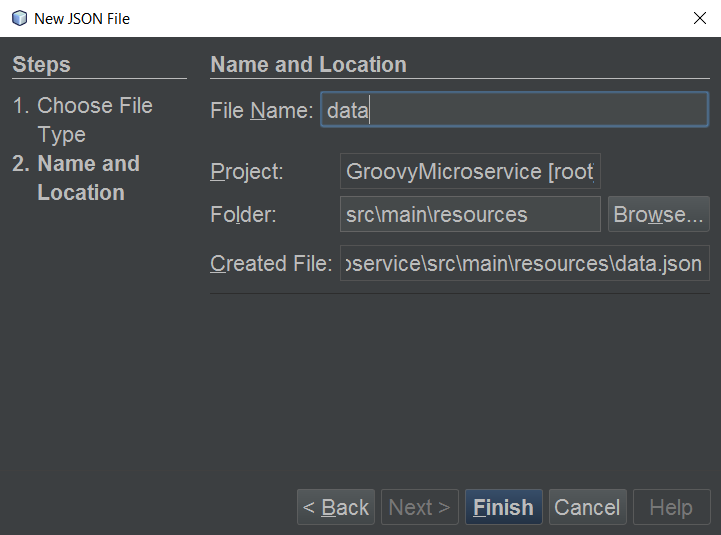 New JSON File
Steps
1. Choose File
Type
2. Name and
Location
Name and Location
File Name: data
Project: GroovyMicroservice [root
Folder: src\main\resources Browse...
Created File: oservice\src\main\resources\data.json
< Back Next > Finish Cancel Help